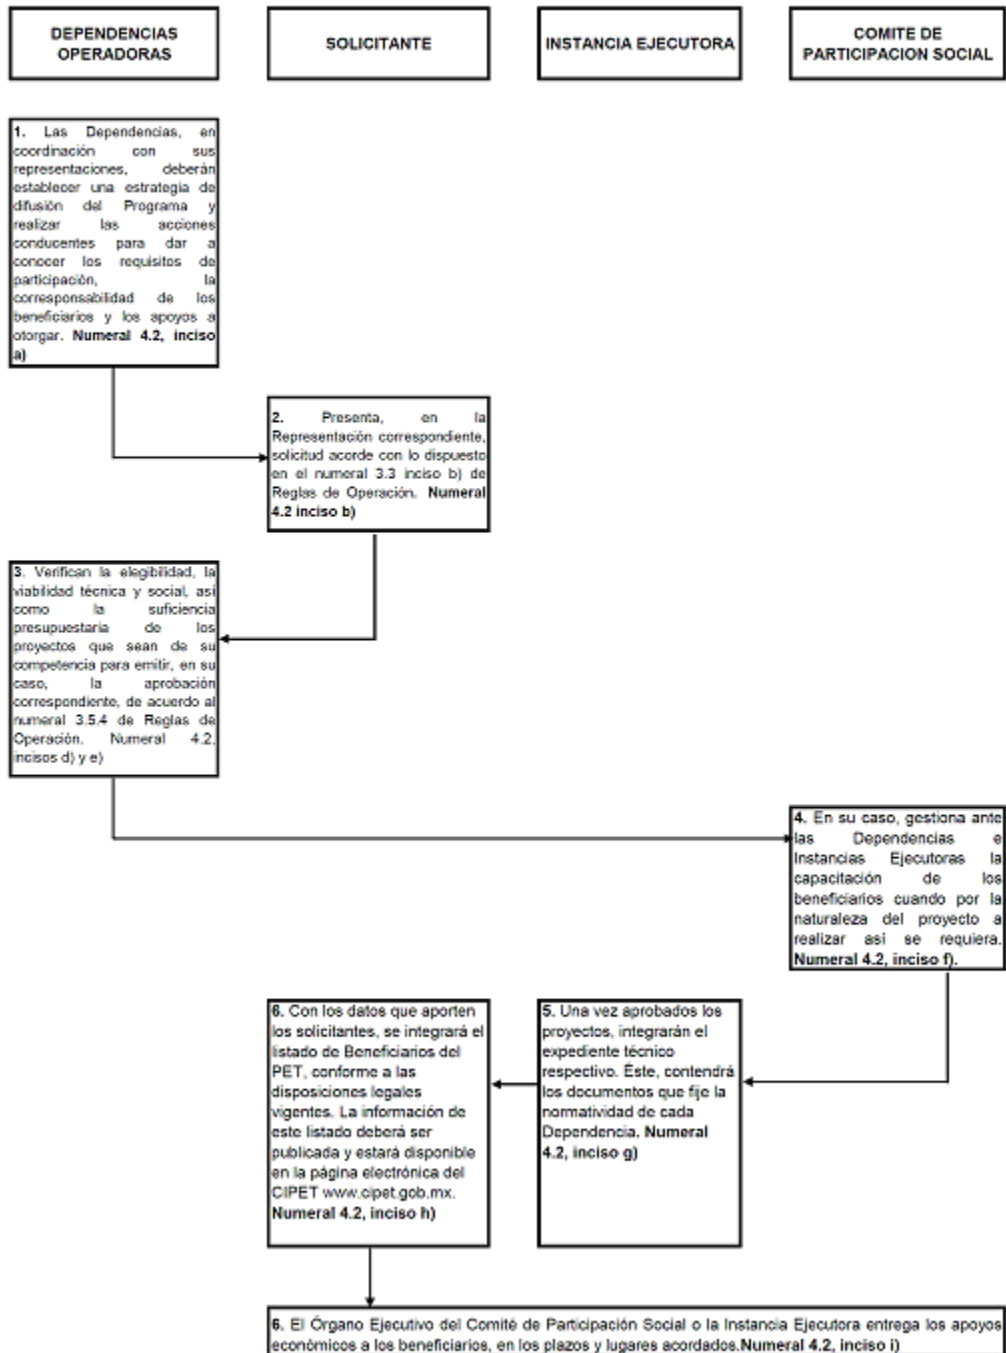 DEPENDENCIAS
OPERADORAS
SOLICITANTE
INSTANCIA EJECUTORA
COMITE DE
PARTICIPACION SOCIAL
1. Las Dependencias, en
coordinación con sus
representaciones, deberán
establecer una estrategia de
difusión del Programa y
realizar las acciones
conducentes para dar a
conocer los requisitos de
participación, la
corresponsabilidad de los
beneficiarios y los apoyos a
otorgar. Numeral 4.2, inciso
a)
2. Presenta, en la
Representación correspondiente,
solicitud acorde con lo dispuesto
en el numeral 3.3 inciso b) de
Reglas de Operación. Numeral
4.2 inciso b)
3. Verifican la elegibilidad, la
viabilidad técnica y social, así
como la suficiencia
presupuestaria de los
proyectos que sean de su
competencia para emitir, en su
caso, la aprobación
correspondiente, de acuerdo al
numeral 3.5.4 de Reglas de
Operación. Numeral 4.2,
incisos d) y e)
4. En su caso, gestiona ante
las Dependencias e
Instancias Ejecutoras la
capacitación de los
beneficiarios cuando por la
naturaleza del proyecto a
realizar así se requiera.
Numeral 4.2, inciso f).
6. Con los datos que aporten
los solicitantes, se integrará el
listado de Beneficiarios del
PET, conforme a las
disposiciones legales
vigentes. La información de
este listado deberá ser
publicada y estará disponible
en la página electrónica del
CIPET www.cipet.gob.mx.
Numeral 4.2, inciso h)
5. Una vez aprobados los
proyectos, integrarán el
expediente técnico
respectivo. Éste, contendrá
los documentos que fije la
normatividad de cada
Dependencia. Numeral
4.2, inciso g)
6. El Órgano Ejecutivo del Comité de Participación Social o la Instancia Ejecutora entrega los apoyos
económicos a los beneficiarios, en los plazos y lugares acordados.Numeral 4.2, inciso i)